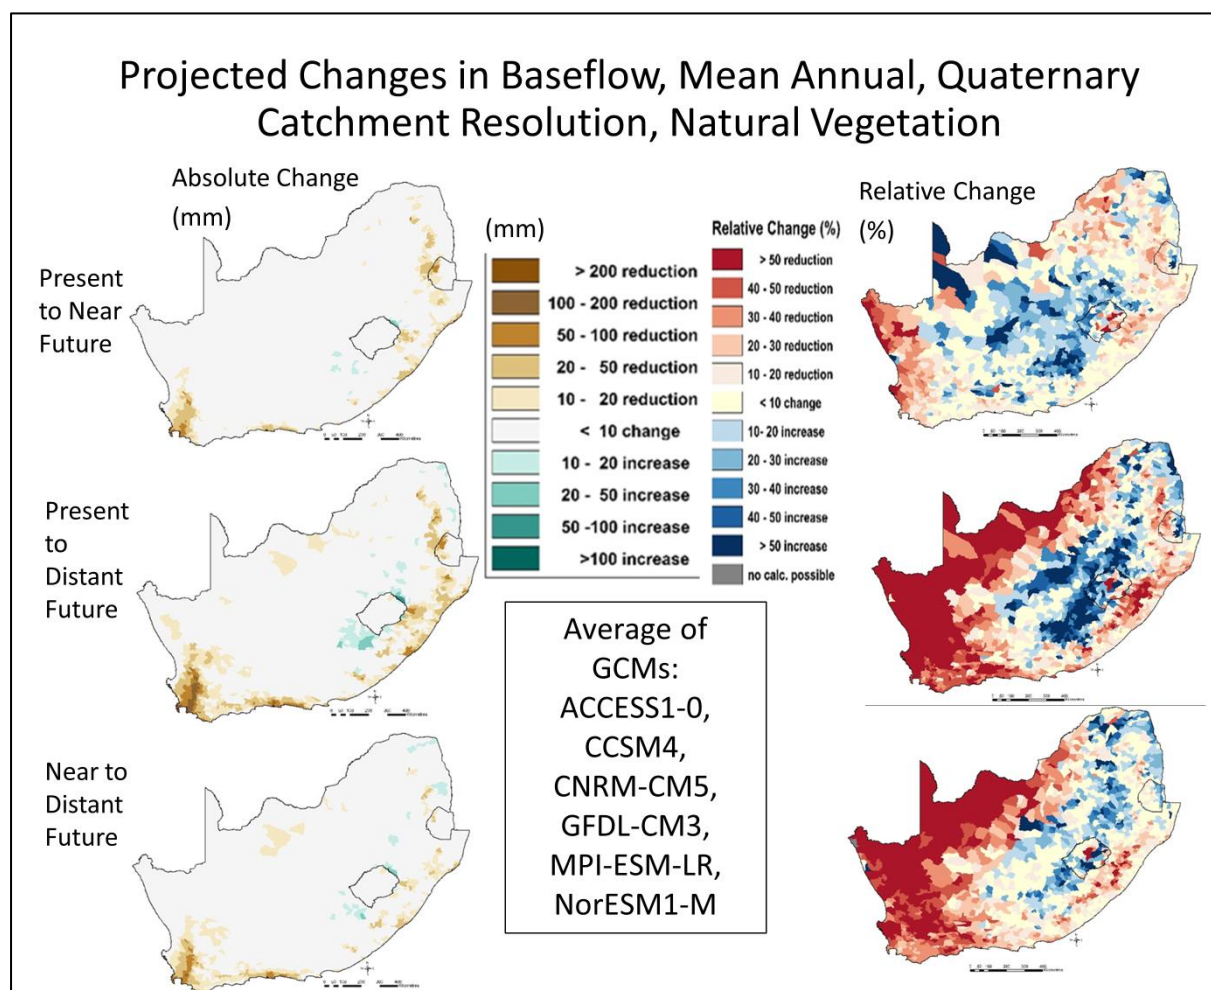 Projected Changes in Baseflow, Mean Annual, Quaternary
Catchment Resolution, Natural Vegetation
Absolute Change
(mm)
Relative Change
(%)
Present
to Near
Future
Present
to
Distant
Future
Near to
Distant
Future
(mm)
> 200 reduction
100 - 200 reduction
50 - 100 reduction
20 - 50 reduction
10 - 20 reduction
< 10 change
10 - 20 increase
20 - 50 increase
50 -100 increase
>100 increase
Relative Change (%)
> 50 reduction
40 - 50 reduction
30 - 40 reduction
20 - 30 reduction
10 - 20 reduction
< 10 change
10- 20 increase
20 - 30 increase
30 - 40 increase
40 - 50 increase
> 50 increase
no calc. possible
Average of
GCMs:
ACCESS1-0,
CCSM4,
CNRM-CM5,
GFDL-CM3,
MPI-ESM-LR,
NorESM1-M